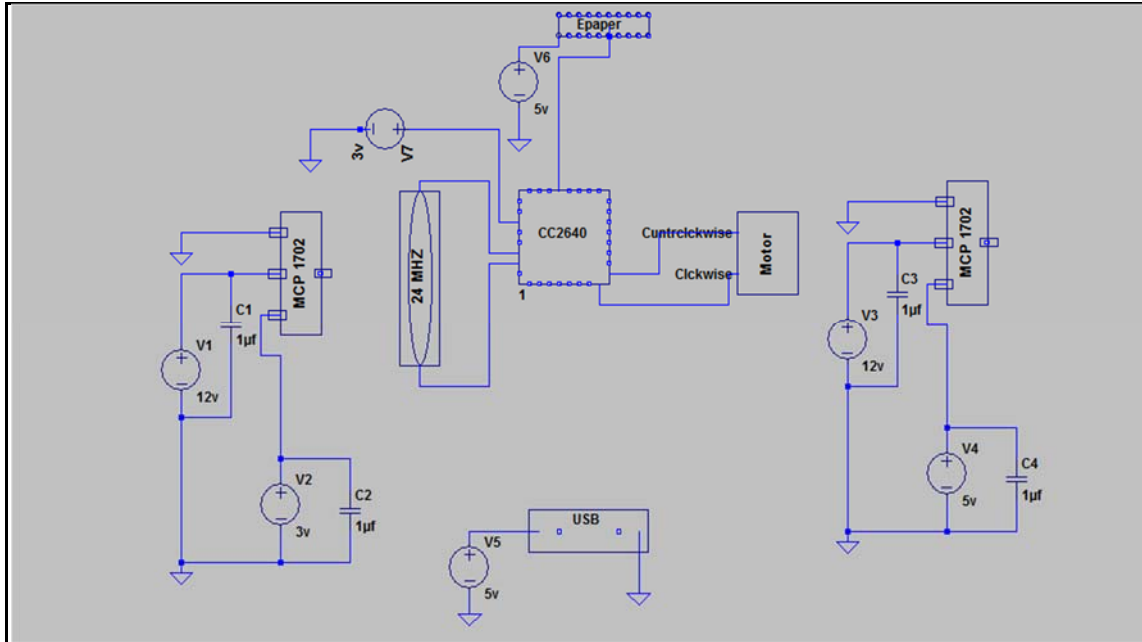 Epaper
V6
5v
3v
V7
MCP 1702
24 MHZ
CC2640
1
Cuntrclckwise
Clckwise
Motor
MCP 1702
C1
1µf
V1
12v
C3
1µf
V3
12v
V2
3v
C2
1µf
V4
5v
C4
1µf
USB
V5
5v